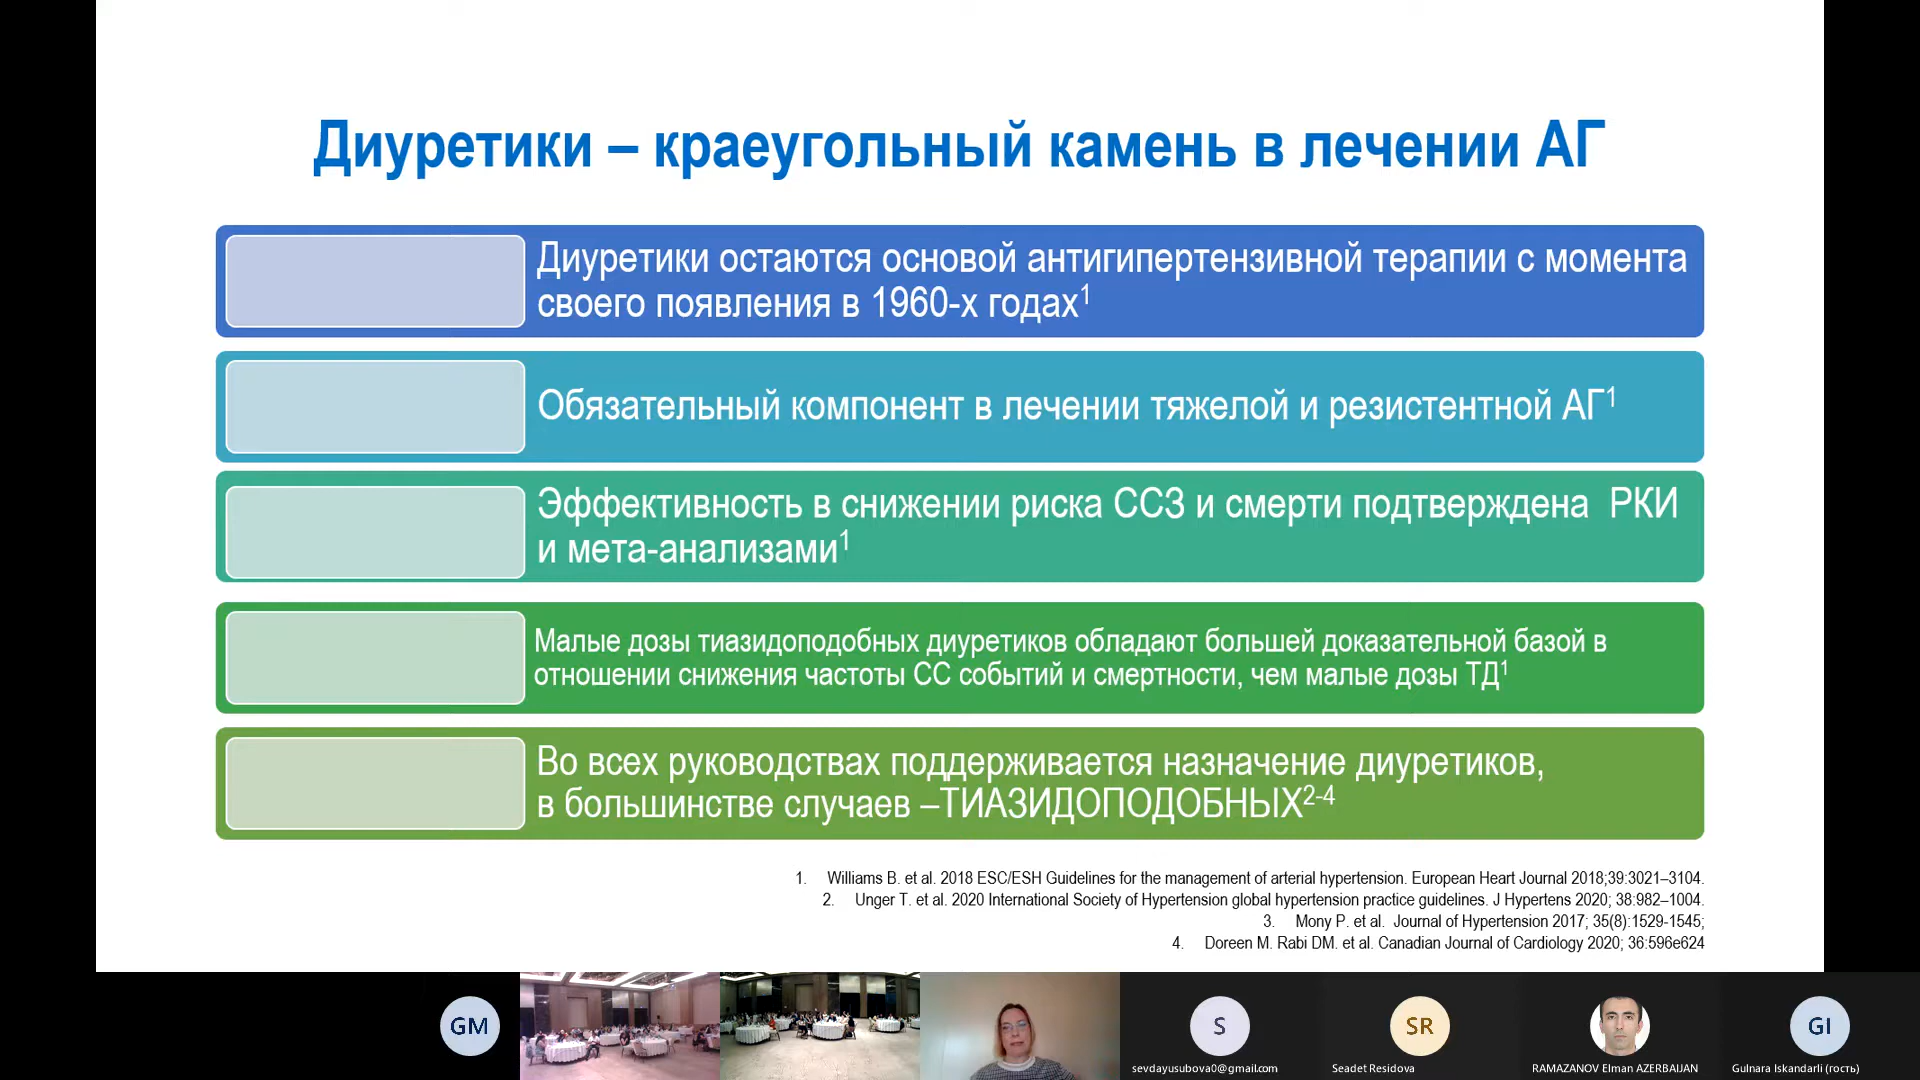 Диуретики – краеугольный камень в лечении АГ
Диуретики остаются основой антигипертензивной терапии с момента
своего появления в 1960-х годах1
Обязательный компонент в лечении тяжелой и резистентной АГ1
Эффективность в снижении риска ССЗ и смерти подтверждена РКИ
и мета-анализами1
Малые дозы тиазидоподобных диуретиков обладают большей доказательной базой в
отношении снижения частоты СС событий и смертности, чем малые дозы ТД1
Во всех руководствах поддерживается назначение диуретиков,
в большинстве случаев –ТИАЗИДОПОДОБНЫХ2-4
1. Williams B. et al. 2018 ESC/ESH Guidelines for the management of arterial hypertension. European Heart Journal 2018;39:3021–3104.
2. Unger T. et al. 2020 International Society of Hypertension global hypertension practice guidelines. J Hypertens 2020; 38:982–1004.
3. Mony P. et al. Journal of Hypertension 2017; 35(8):1529-1545;
4. Doreen M. Rabi DM. et al. Canadian Journal of Cardiology 2020; 36:596e624
GM
S
SR
GI
sevdayusubova0@gmail.com
Seadet Residova
RAMAZANOV Elman AZERBAIJAN
Gulnara Iskandarli (гость)